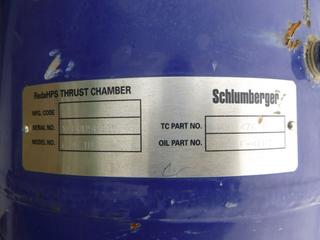 RedaHPS THRUST CHAMBER
Schlumberger
MFG. CODE
SERIAL NO.
TC PART NO.
MODEL NO.
OIL PART NO.